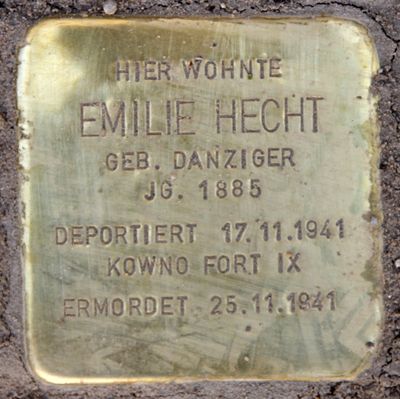 HIER WOHNTE
EMILIE HECHT
GEB. DANZIGER
JG. 1885
DEPORTIERT 17.11.1941
KOWNO FORT IX
ERMORDET 25.11.1941